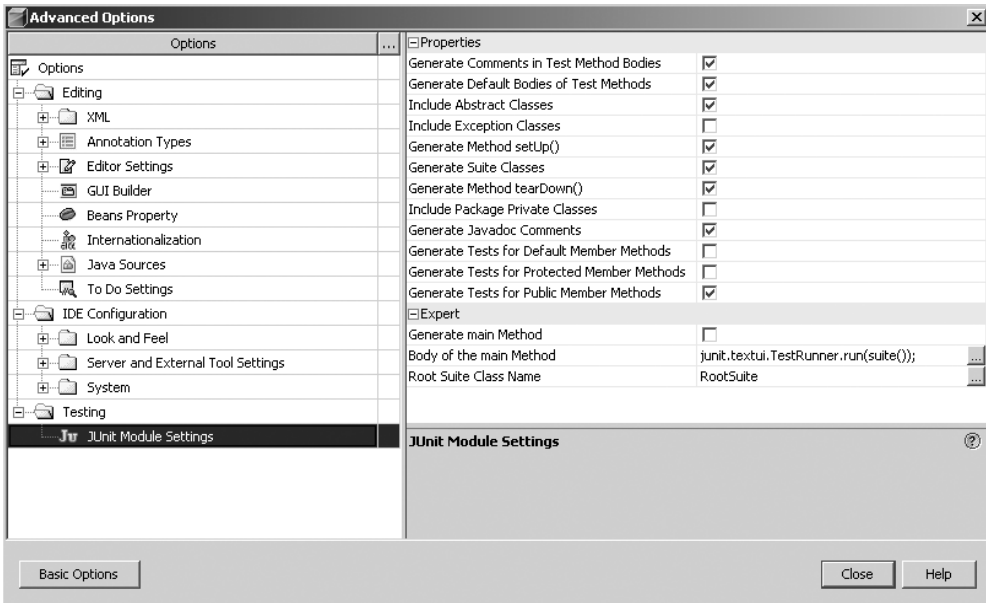 Advanced Options
Options
...
Options
Editing
XML
Annotation Types
Editor Settings
GUI Builder
Beans Property
Internationalization
Java Sources
To Do Settings
IDE Configuration
Look and Feel
Server and External Tool Settings
System
Testing
JUnit Module Settings
Properties
Generate Comments in Test Method Bodies
Generate Default Bodies of Test Methods
Include Abstract Classes
Include Exception Classes
Generate Method setUp()
Generate Suite Classes
Generate Method tearDown()
Include Package Private Classes
Generate Javadoc Comments
Generate Tests for Default Member Methods
Generate Tests for Protected Member Methods
Generate Tests for Public Member Methods
Expert
Generate main Method
Body of the main Method junit.textui.TestRunner.run(suite()); ...
Root Suite Class Name RootSuite ...
JUnit Module Settings ?
Basic Options
Close
Help